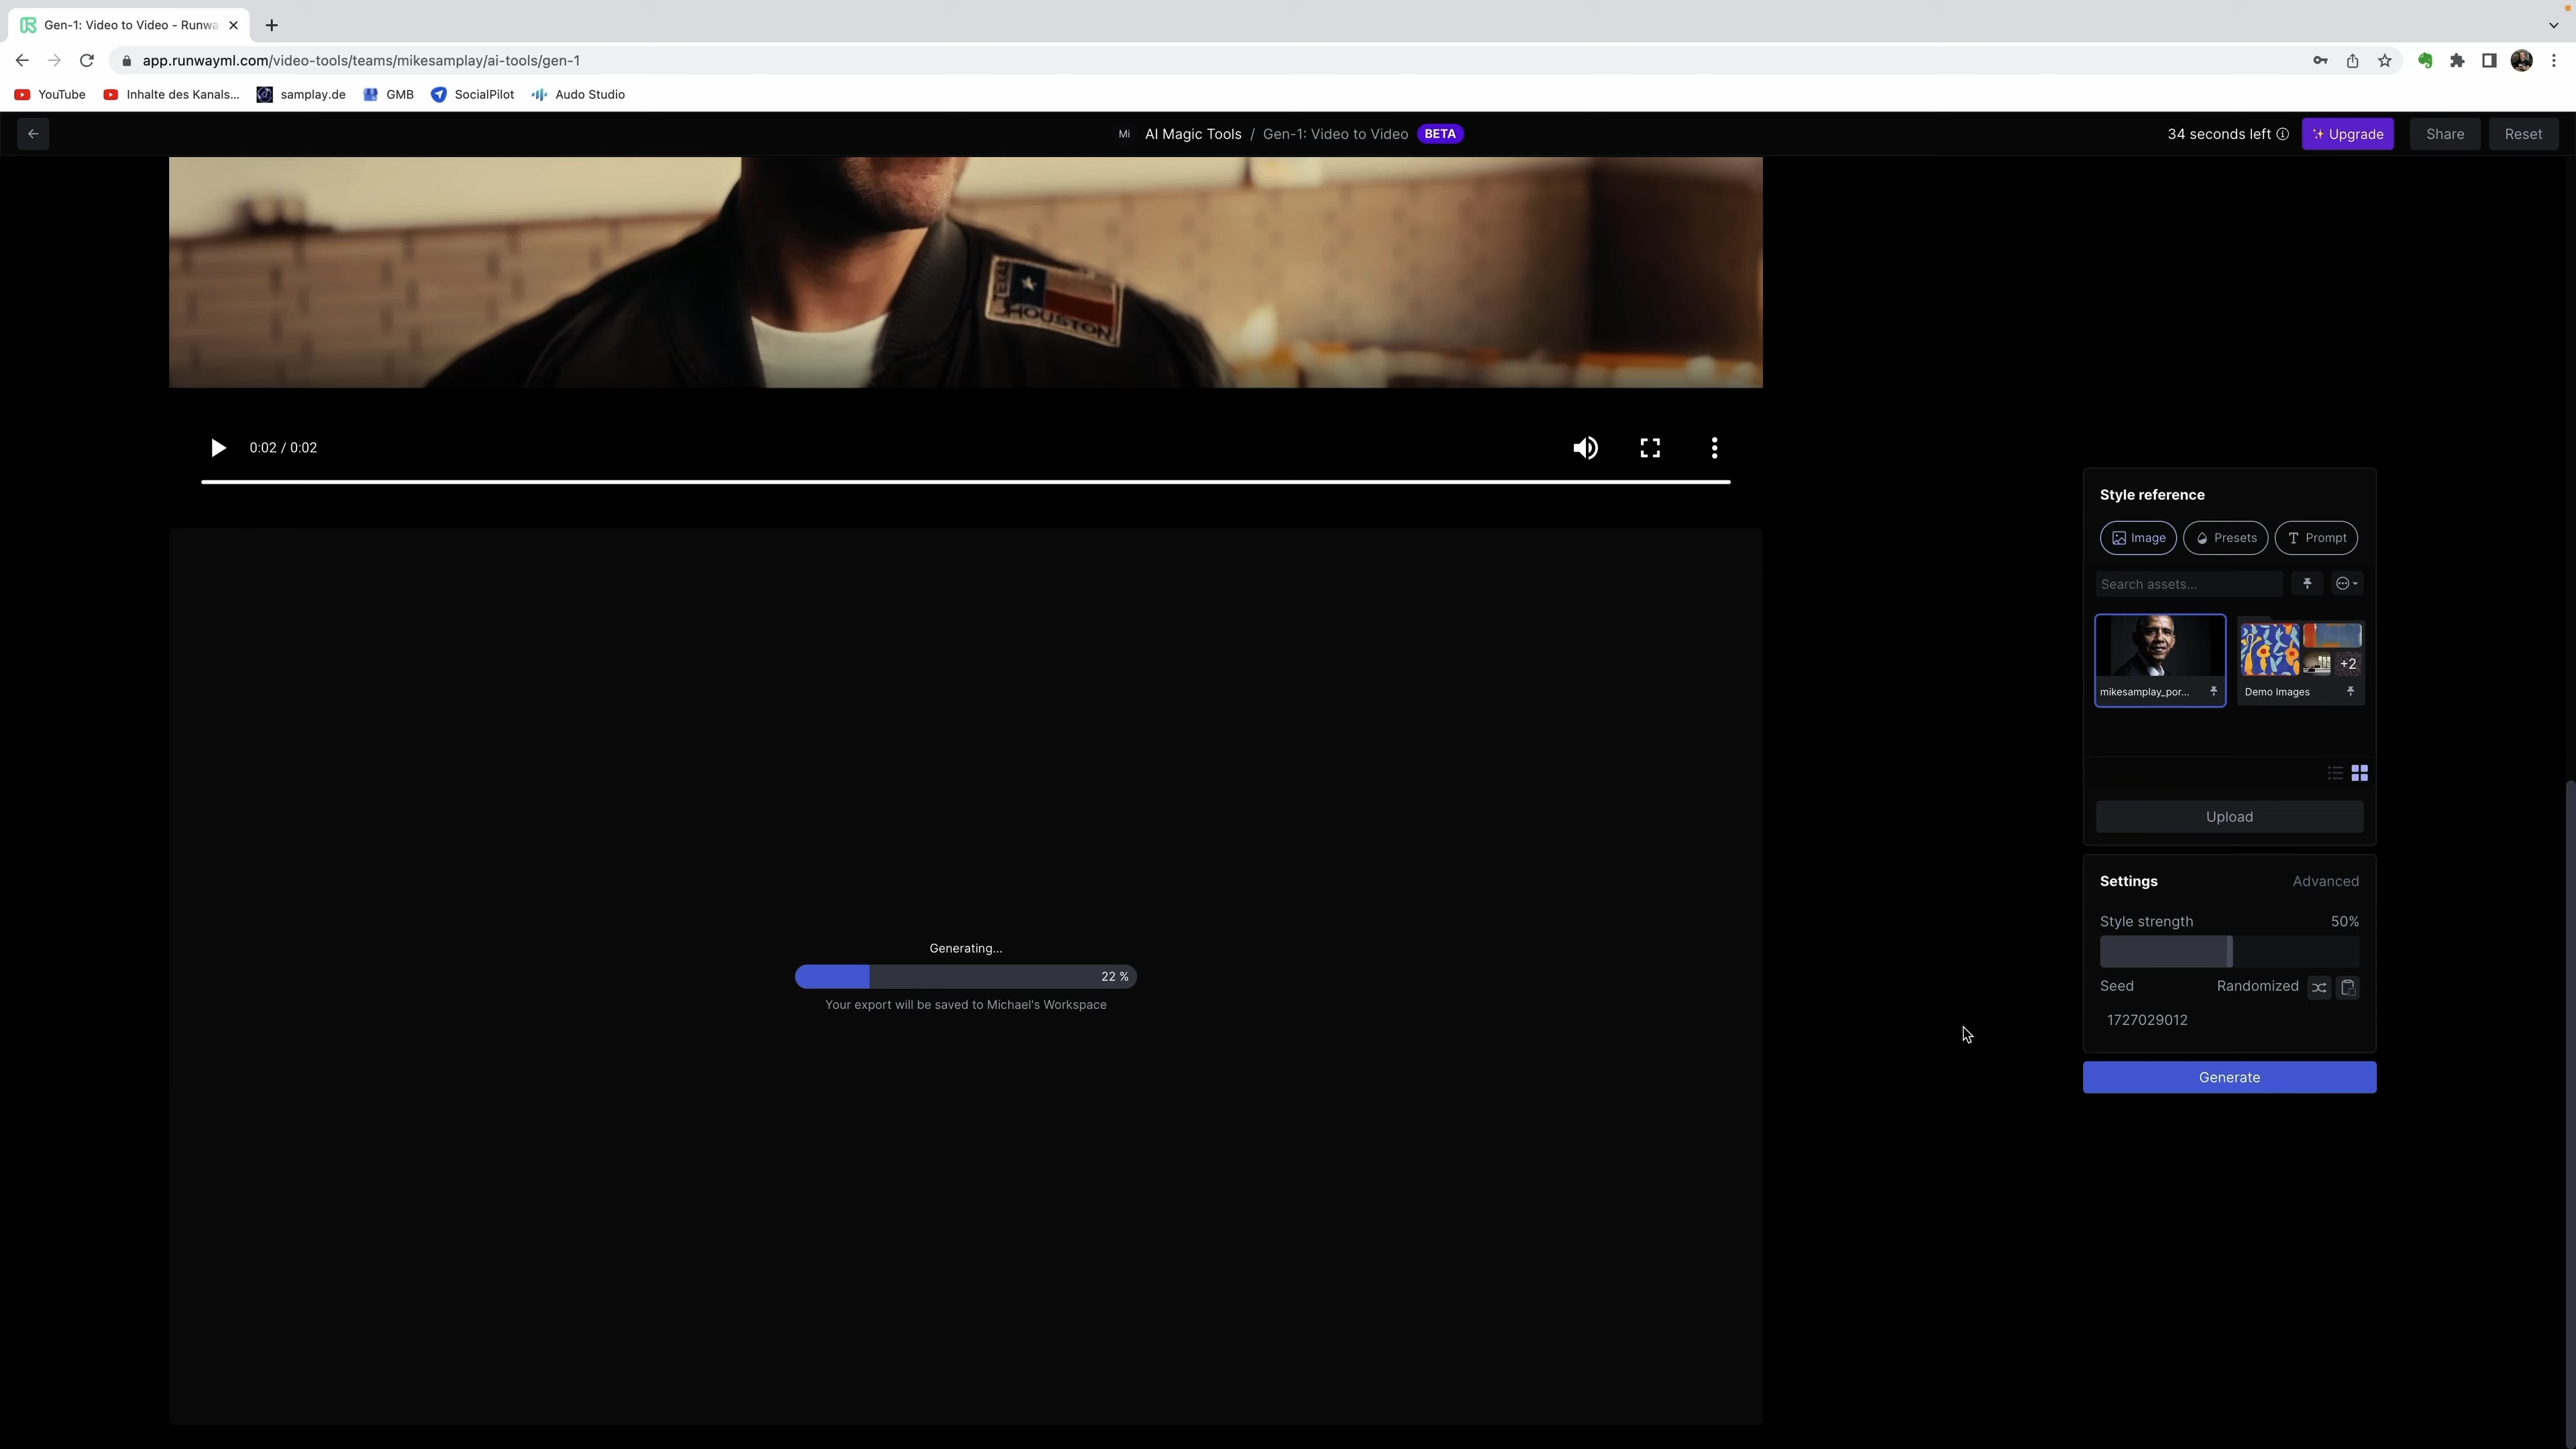 Gen-1: Video to Video - Runwa
app.runwayml.com/video-tools/teams/mikesamplay/ai-tools/gen-1
YouTube Inhalte des Kanals... samplay.de GMB SocialPilot Audo Studio
Mi AI Magic Tools / Gen-1: Video to Video BETA 34 seconds left Upgrade Share Reset
TEXAS
HOUSTON
0:02 / 0:02
Style reference
Image Presets Prompt
Search assets...
+2
mikesamplay_por... Demo Images
Upload
Settings Advanced
Style strength 50%
Seed Randomized
1727029012
Generate
Generating...
22 %
Your export will be saved to Michael's Workspace